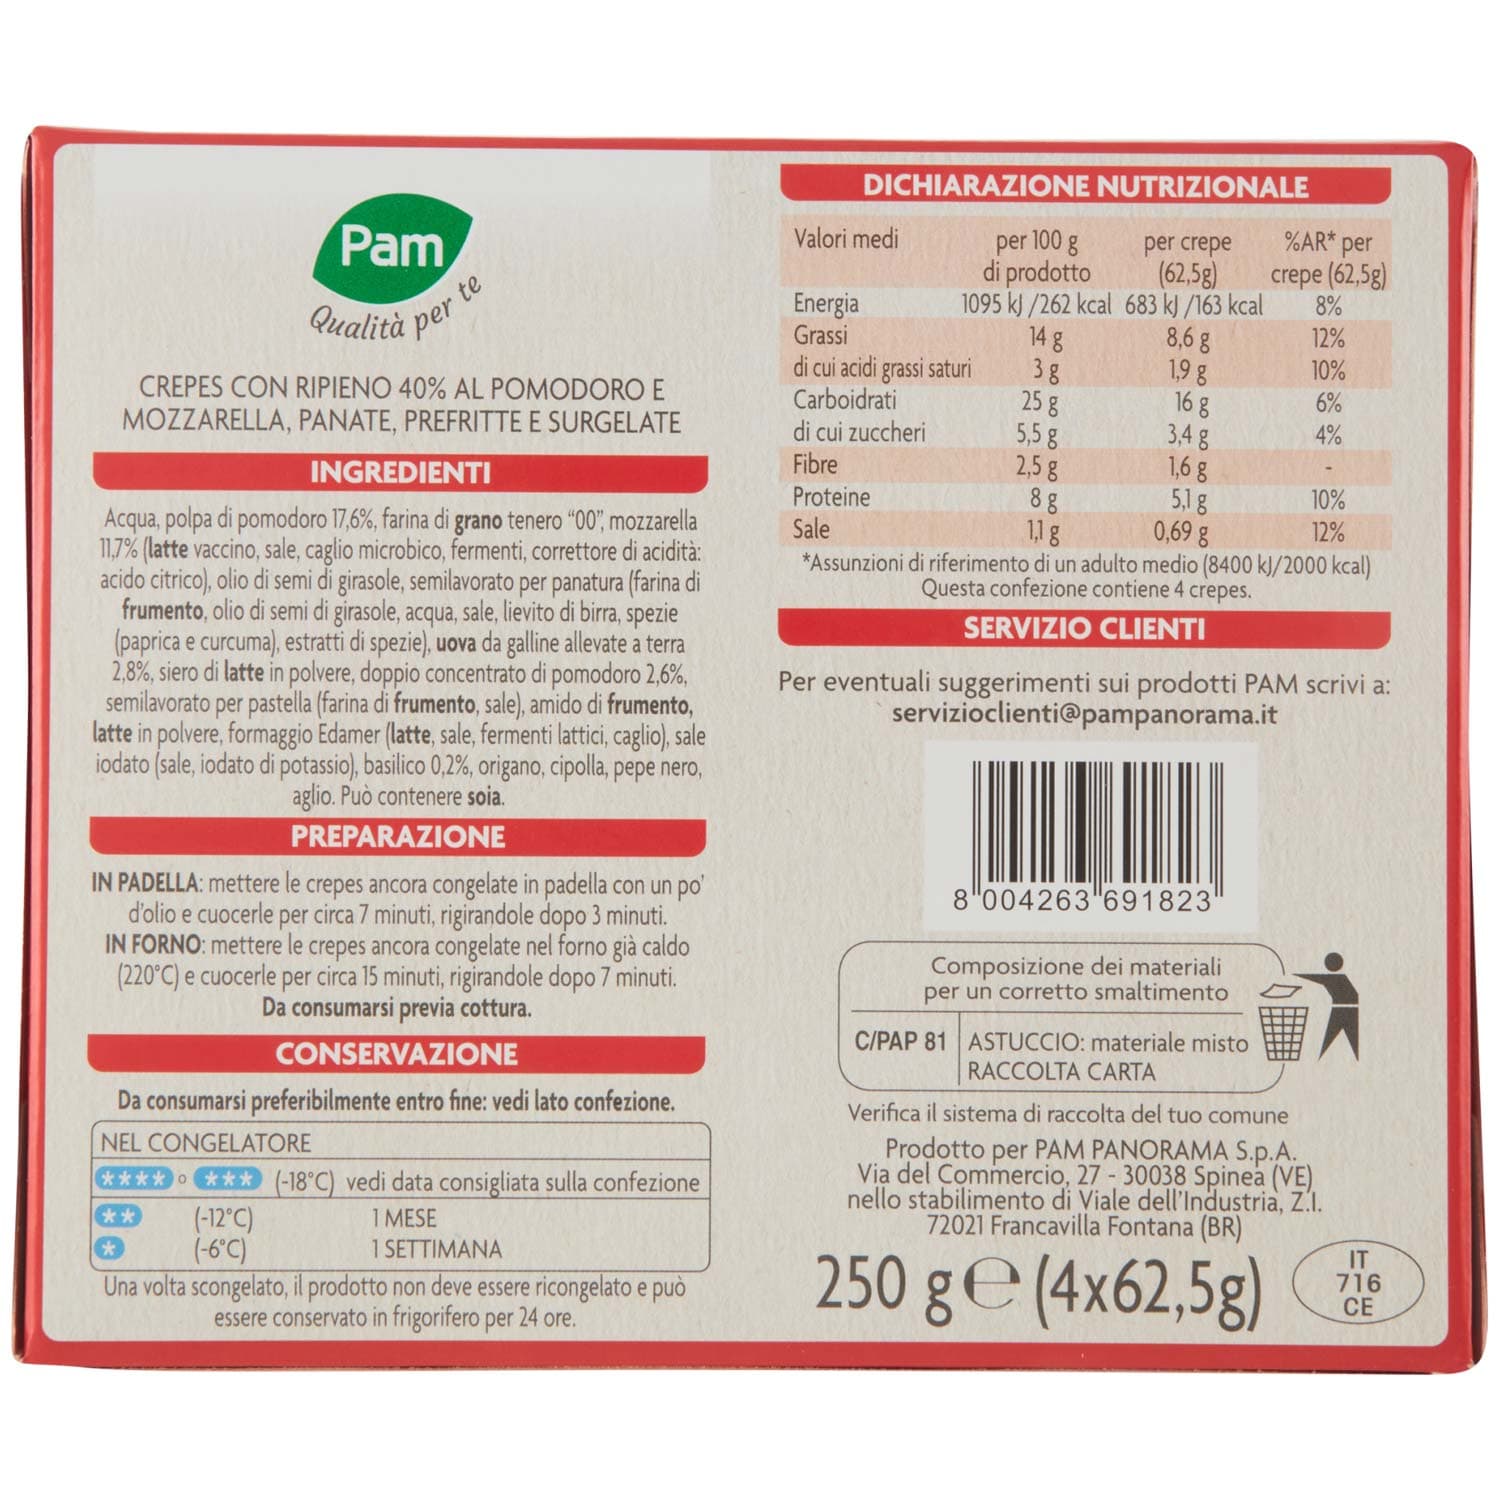 Pam
Qualità per te
CREPES CON RIPIENO 40% AL POMODORO E
MOZZARELLA, PANATE, PREFRITTE E SURGELATE
INGREDIENTI
Acqua, polpa di pomodoro 17,6%, farina di grano tenero “00”, mozzarella
11,7% (latte vaccino, sale, caglio microbico, fermenti, correttore di acidità:
acido citrico), olio di semi di girasole, semilavorato per panatura (farina di
frumento, olio di semi di girasole, acqua, sale, lievito di birra, spezie
(paprica e curcuma), estratti di spezie), uova da galline allevate a terra
2,8%, siero di latte in polvere, doppio concentrato di pomodoro 2,6%,
semilavorato per pastella (farina di frumento, sale), amido di frumento,
latte in polvere, formaggio Edamer (latte, sale, fermenti lattici, caglio), sale
iodato (sale, iodato di potassio), basilico 0,2%, origano, cipolla, pepe nero,
aglio. Può contenere soia.
PREPARAZIONE
IN PADELLA: mettere le crepes ancora congelate in padella con un po’
d’olio e cuocerle per circa 7 minuti, rigirandole dopo 3 minuti.
IN FORNO: mettere le crepes ancora congelate nel forno già caldo
(220°C) e cuocerle per circa 15 minuti, rigirandole dopo 7 minuti.
Da consumarsi previa cottura.
CONSERVAZIONE
Da consumarsi preferibilmente entro fine: vedi lato confezione.
NEL CONGELATORE
**** o *** (-18°C) vedi data consigliata sulla confezione
** (-12°C) 1 MESE
* (-6°C) 1 SETTIMANA
Una volta scongelato, il prodotto non deve essere ricongelato e può
essere conservato in frigorifero per 24 ore.
DICHIARAZIONE NUTRIZIONALE
Valori medi per 100 g per crepe %AR* per
di prodotto (62,5g) crepe (62,5g)
Energia 1095 kJ /262 kcal 683 kJ /163 kcal 8%
Grassi 14 g 8,6 g 12%
di cui acidi grassi saturi 3 g 1,9 g 10%
Carboidrati 25 g 16 g 6%
di cui zuccheri 5,5 g 3,4 g 4%
Fibre 2,5 g 1,6 g -
Proteine 8 g 5,1 g 10%
Sale 1,1 g 0,69 g 12%
*Assunzioni di riferimento di un adulto medio (8400 kJ/2000 kcal)
Questa confezione contiene 4 crepes.
SERVIZIO CLIENTI
Per eventuali suggerimenti sui prodotti PAM scrivi a:
servizioclienti@pampanorama.it
8 004263 691823
Composizione dei materiali
per un corretto smaltimento
C/PAP 81 ASTUCCIO: materiale misto
RACCOLTA CARTA
Verifica il sistema di raccolta del tuo comune
Prodotto per PAM PANORAMA S.p.A.
Via del Commercio, 27 - 30038 Spinea (VE)
nello stabilimento di Viale dell’Industria, Z.I.
72021 Francavilla Fontana (BR)
250 g e (4x62,5g)
IT
716
CE